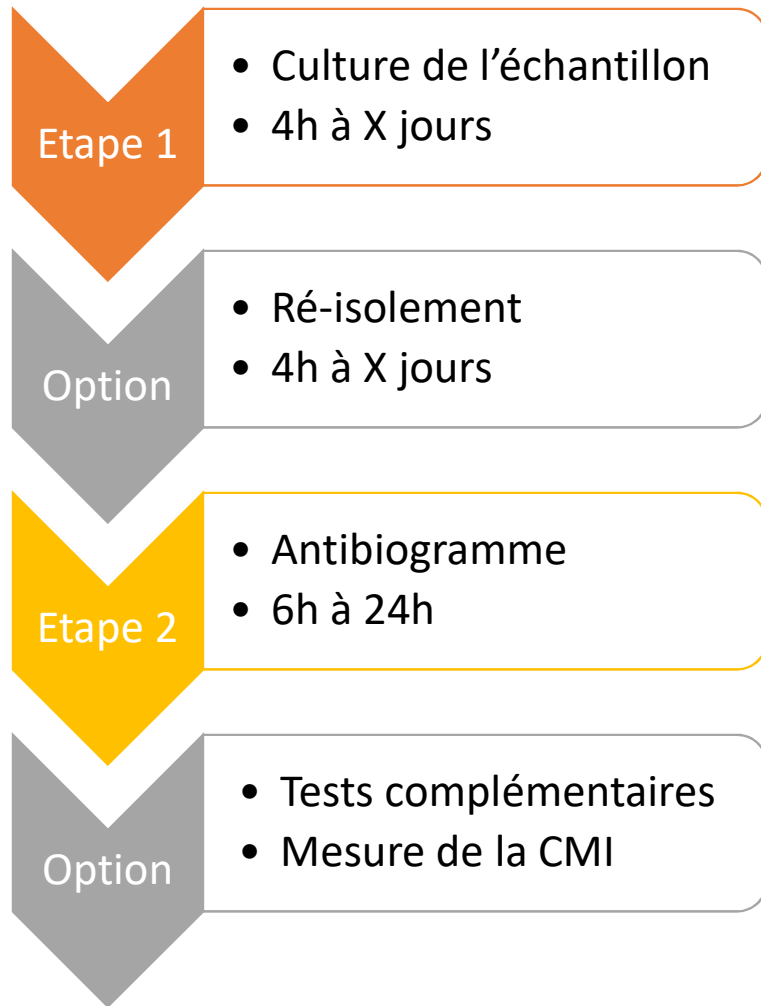 Etape 1
• Culture de l’échantillon
• 4h à X jours
Option
• Ré-isolement
• 4h à X jours
Etape 2
• Antibiogramme
• 6h à 24h
Option
• Tests complémentaires
• Mesure de la CMI